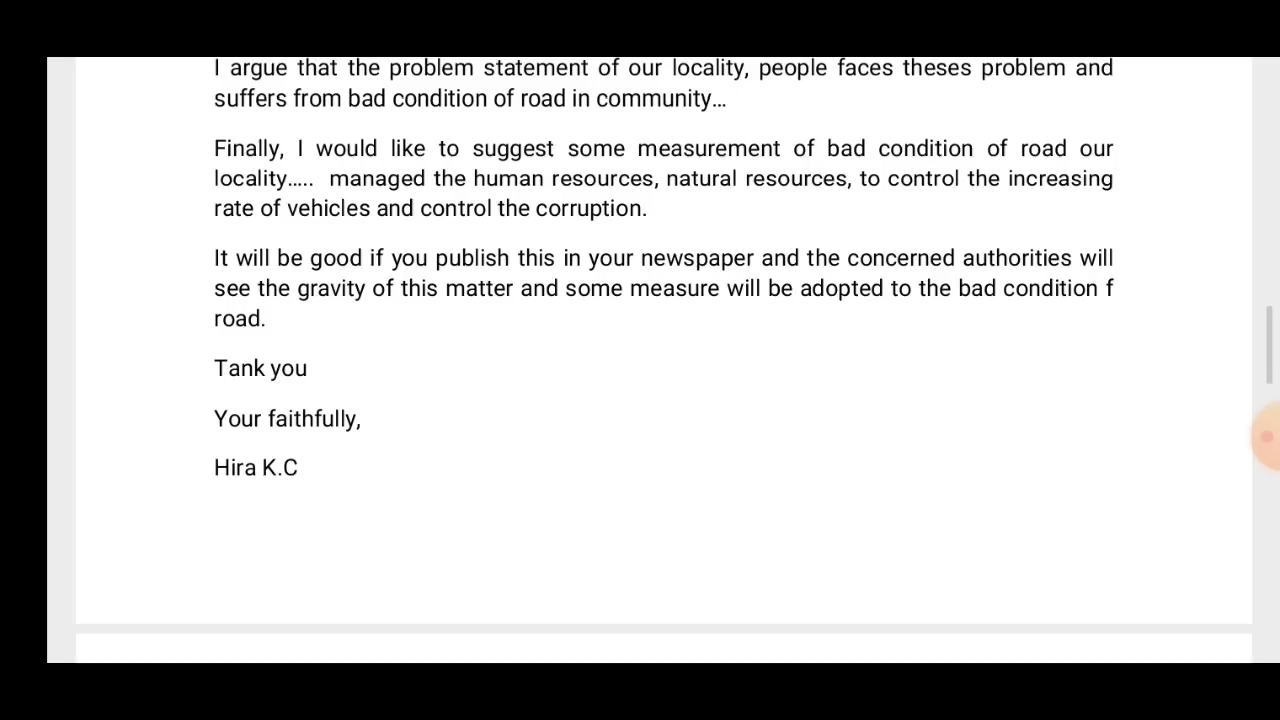 I argue that the problem statement of our locality, people faces theses problem and
suffers from bad condition of road in community...
Finally, I would like to suggest some measurement of bad condition of road our
locality..... managed the human resources, natural resources, to control the increasing
rate of vehicles and control the corruption.
It will be good if you publish this in your newspaper and the concerned authorities will
see the gravity of this matter and some measure will be adopted to the bad condition f
road.
Tank you
Your faithfully,
Hira K.C